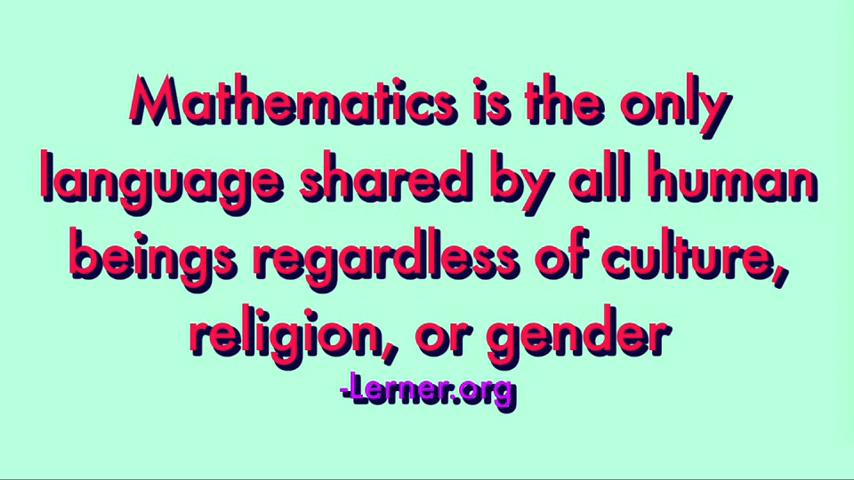 Mathematics is the only
language shared by all human
beings regardless of culture,
religion, or gender
-Lerner.org